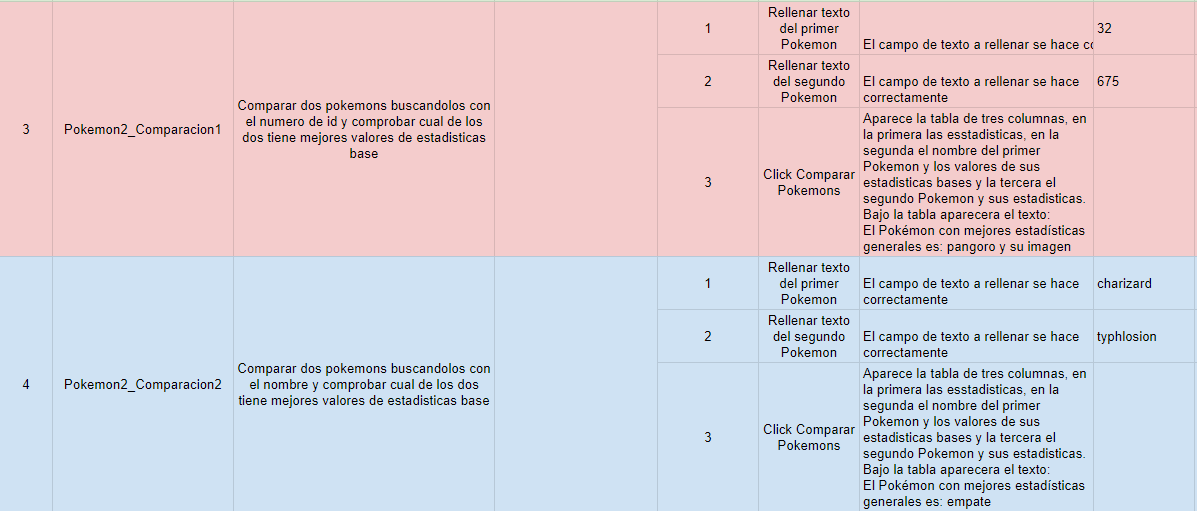 3
Pokemon2_Comparacion1
Comparar dos pokemons buscandolos con
el numero de id y comprobar cual de los
dos tiene mejores valores de estadisticas
base
1
Rellenar texto
del primer
Pokemon
El campo de texto a rellenar se hace co
32
2
Rellenar texto
del segundo
Pokemon
El campo de texto a rellenar se hace
correctamente
675
3
Click Comparar
Pokemons
Aparece la tabla de tres columnas, en
la primera las esstadisticas, en la
segunda el nombre del primer
Pokemon y los valores de sus
estadisticas bases y la tercera el
segundo Pokemon y sus estadisticas.
Bajo la tabla aparecera el texto:
El Pokémon con mejores estadísticas
generales es: pangoro y su imagen
4
Pokemon2_Comparacion2
Comparar dos pokemons buscandolos con
el nombre y comprobar cual de los dos
tiene mejores valores de estadisticas base
1
Rellenar texto
del primer
Pokemon
El campo de texto a rellenar se hace
correctamente
charizard
2
Rellenar texto
del segundo
Pokemon
El campo de texto a rellenar se hace
correctamente
typhlosion
3
Click Comparar
Pokemons
Aparece la tabla de tres columnas, en
la primera las esstadisticas, en la
segunda el nombre del primer
Pokemon y los valores de sus
estadisticas bases y la tercera el
segundo Pokemon y sus estadisticas.
Bajo la tabla aparecera el texto:
El Pokémon con mejores estadísticas
generales es: empate